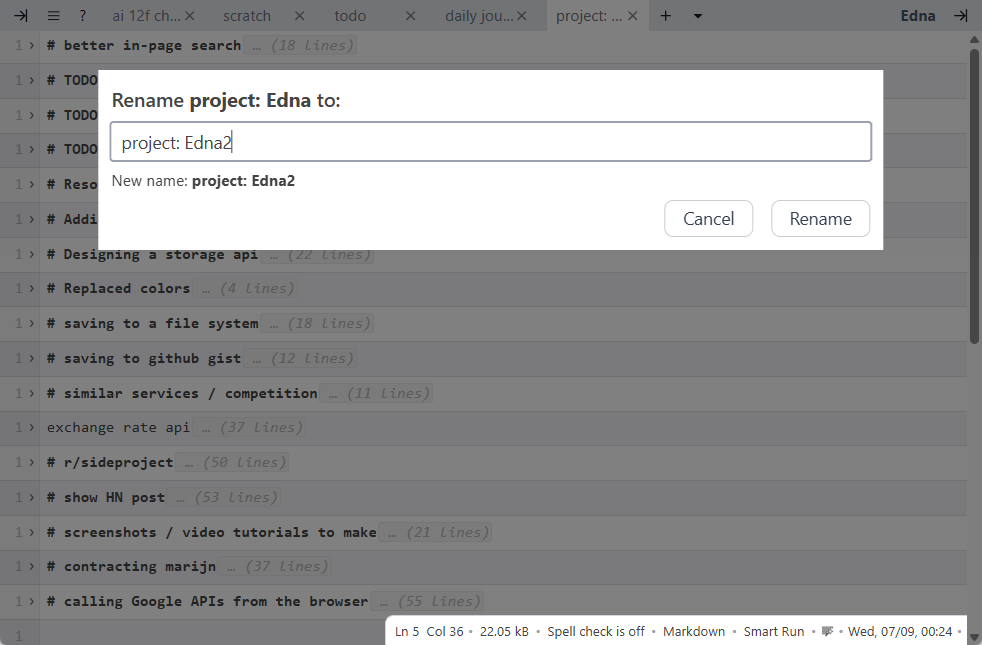 ? ai 12f ch... scratch todo daily jou... project: ... + Edna
1 # better in-page search … (18 lines)
1 # TODO
Rename project: Edna to:
1 # TODO
project: Edna2
1 # TODO
New name: project: Edna2
1 # Reso
1 # Addi
Cancel Rename
1 # Designing a storage api … (22 lines)
1 # Replaced colors … (4 lines)
1 # saving to a file system … (18 lines)
1 # saving to github gist … (12 lines)
1 # similar services / competition … (11 lines)
1 exchange rate api … (37 lines)
1 # r/sideproject … (50 lines)
1 # show HN post … (53 lines)
1 # screenshots / video tutorials to make … (21 lines)
1 # contracting marijn … (37 lines)
1 # calling Google APIs from the browser … (55 lines)
1
Ln 5 Col 36 • 22.05 kB • Spell check is off • Markdown • Smart Run • Wed, 07/09, 00:24 •